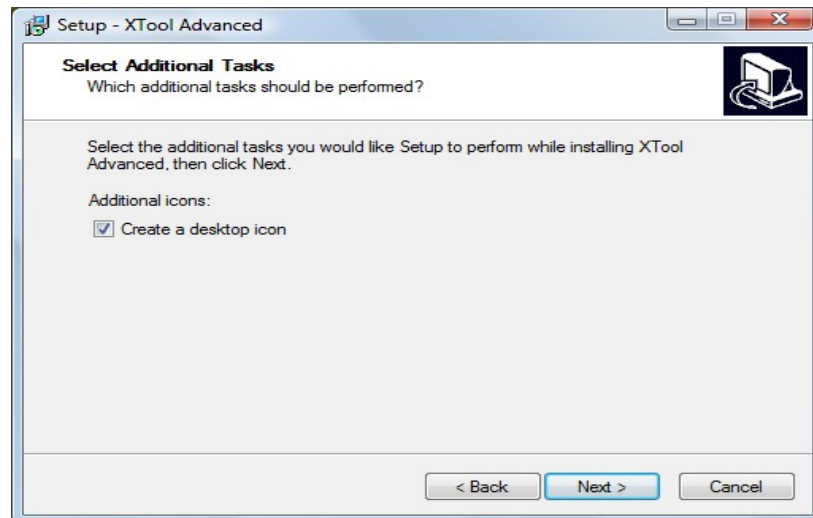 Setup - XTool Advanced
Select Additional Tasks
Which additional tasks should be performed?
Select the additional tasks you would like Setup to perform while installing XTool
Advanced, then click Next.
Additional icons:
Create a desktop icon
< Back Next > Cancel